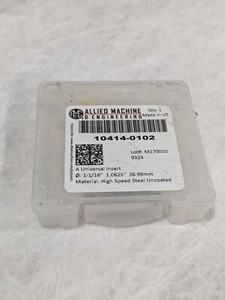 ALLIED MACHINE
& ENGINEERING
Qty: 1
Made in US
10414-0102
Lot#: M270010
9324
A Universal Insert
Ø: 1-1/16" 1.0625" 26.99mm
Material: High Speed Steel Uncoated